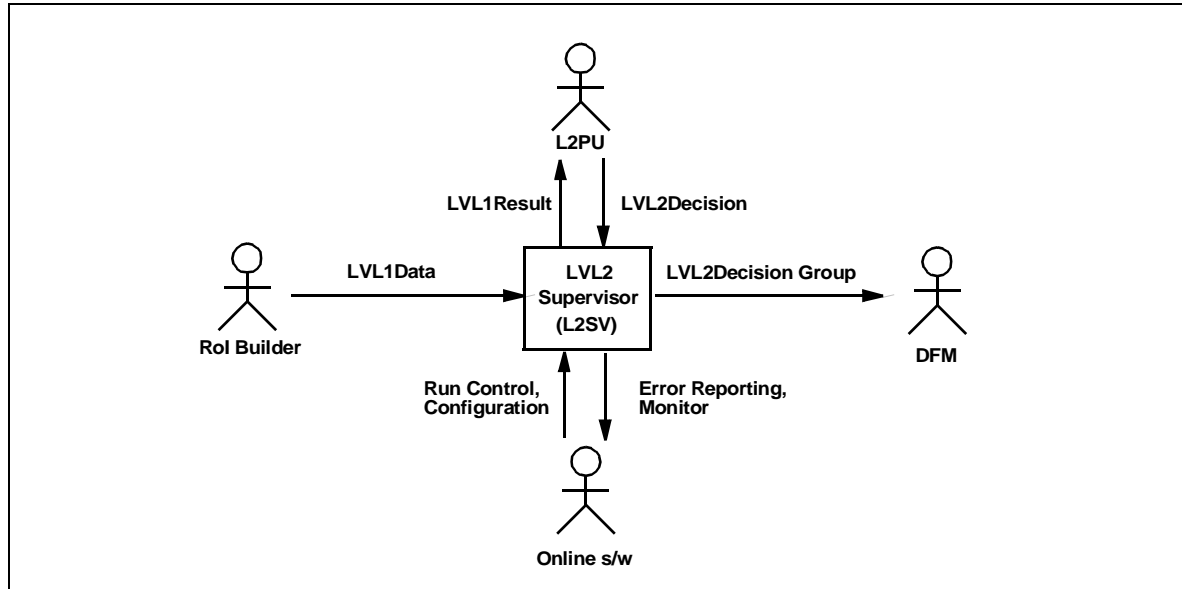 L2PU
LVL1Result
LVL2Decision
LVL1Data
LVL2
Supervisor
(L2SV)
LVL2Decision Group
RoI Builder
DFM
Run Control,
Configuration
Error Reporting,
Monitor
Online s/w